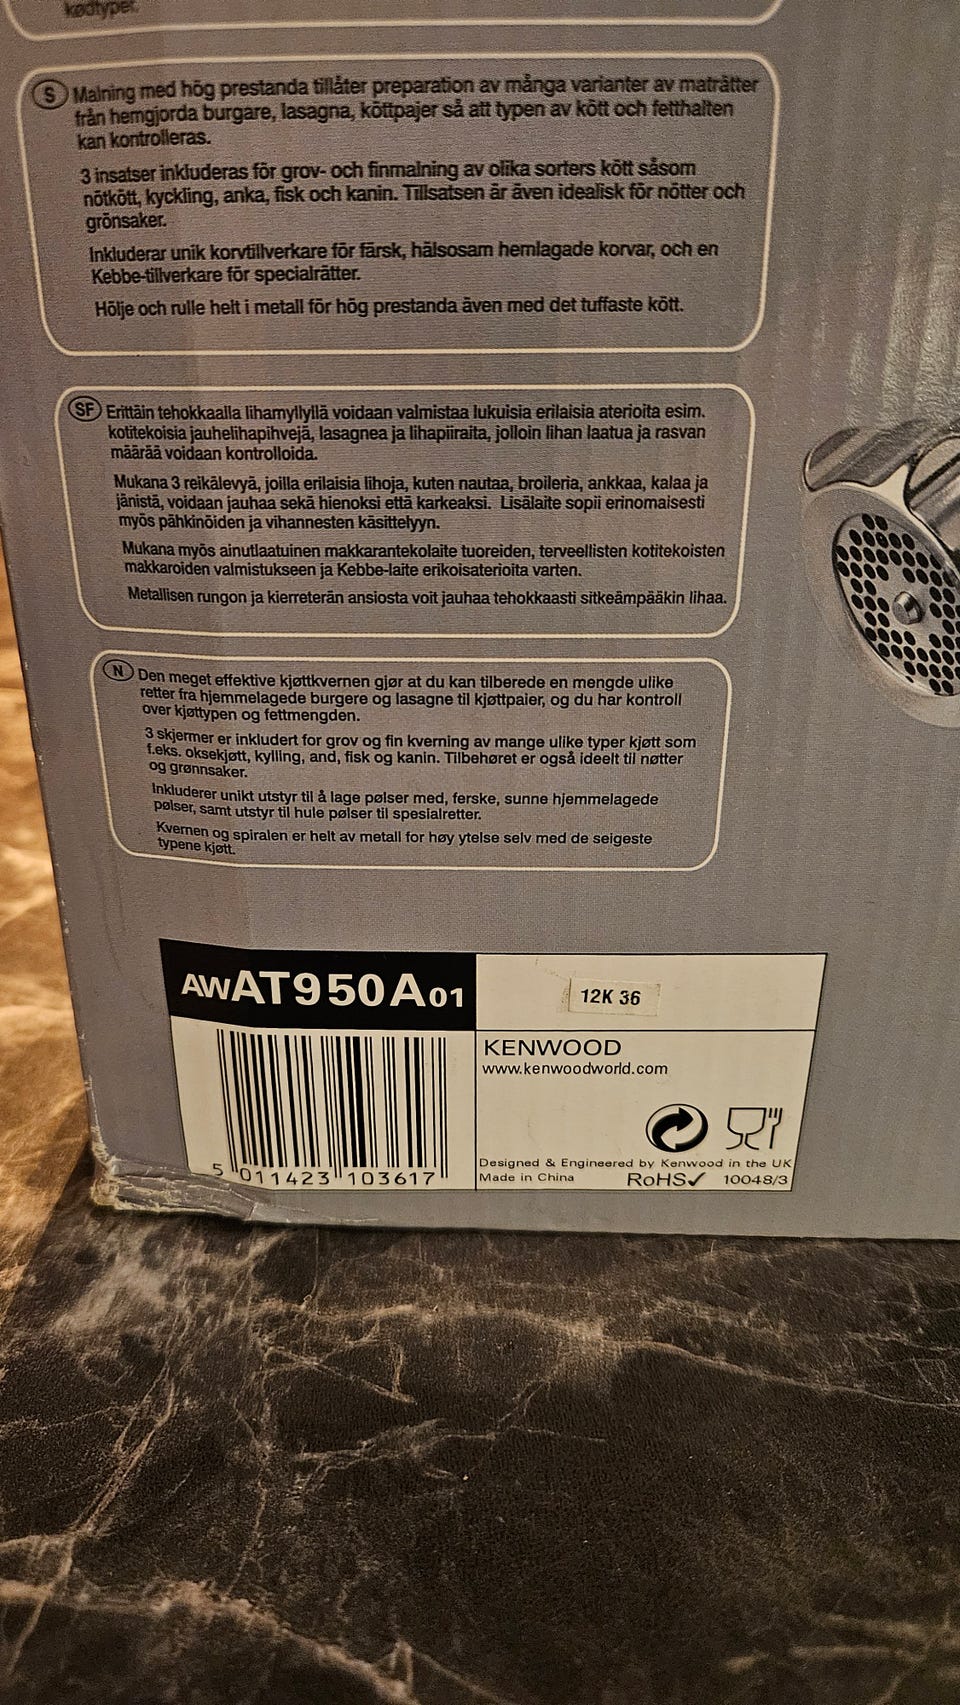 kødtypet.
S Malning med hög prestanda tillåter preparation av många varianter av maträtter
från hemgjorda burgare, lasagna, köttpajer så att typen av kött och fetthalten
kan kontrolleras.
3 insatser inkluderas för grov- och finmalning av olika sorters kött såsom
nötkött, kyckling, anka, fisk och kanin. Tillsatsen är även idealisk för nötter och
grönsaker.
Inkluderar unik korvtillverkare för färsk, hälsosam hemlagade korvar, och en
Kebbe-tillverkare för specialrätter.
Hölje och rulle helt i metall för hög prestanda även med det tuffaste kött.
SF Erittäin tehokkaalla lihamyllyllä voidaan valmistaa lukuisia erilaisia aterioita esim.
kotitekoisia jauhelihapihvejä, lasagnea ja lihapiiraita, jolloin lihan laatua ja rasvan
määrää voidaan kontrolloida.
Mukana 3 reikälevyä, joilla erilaisia lihoja, kuten nautaa, broileria, ankkaa, kalaa ja
jänistä, voidaan jauhaa sekä hienoksi että karkeaksi. Lisälaite sopii erinomaisesti
myös pähkinöiden ja vihannesten käsittelyyn.
Mukana myös ainutlaatuinen makkarantekolaite tuoreiden, terveellisten kotitekoisten
makkaroiden valmistukseen ja Kebbe-laite erikoisaterioita varten.
Metallisen rungon ja kierreterän ansiosta voit jauhaa tehokkaasti sitkeämpääkin lihaa.
N Den meget effektive kjøttkvernen gjør at du kan tilberede en mengde ulike
retter fra hjemmelagede burgere og lasagne til kjøttpaier, og du har kontroll
over kjøttypen og fettmengden.
3 skjermer er inkludert for grov og fin kverning av mange ulike typer kjøtt som
f.eks. oksekjøtt, kylling, and, fisk og kanin. Tilbehøret er også ideelt til nøtter
og grønnsaker.
Inkluderer unikt utstyr til å lage pølser med, ferske, sunne hjemmelagede
pølser, samt utstyr til hule pølser til spesialretter.
Kvernen og spiralen er helt av metall for høy ytelse selv med de seigeste
typene kjøtt.
AWAT950A01
12K 36
KENWOOD
www.kenwoodworld.com
5 011423 103617
Designed & Engineered by Kenwood in the UK
Made in China RoHS✓ 10048/3